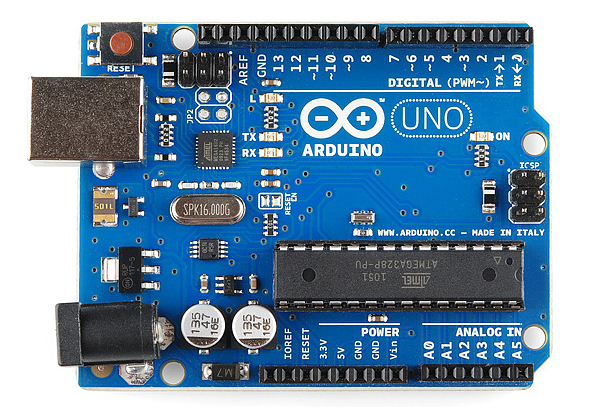 RESET
AREF
GND
13
12
~11
~10
~9
8
7
~6
~5
4
~3
2
TX→1
RX←0
DIGITAL (PWM~)
JP2
L
TX
RX
™
UNO
ARDUINO
ON
ICSP
RESET
EN
SPK16.000G
501L
WWW.ARDUINO.CC – MADE IN ITALY
ATMEL
ATMEGA328P-PU
1051
135
47
16E
135
47
16E
M7
POWER
ANALOG IN
IOREF
RESET
3.3V
5V
GND
GND
Vin
A0
A1
A2
A3
A4
A5